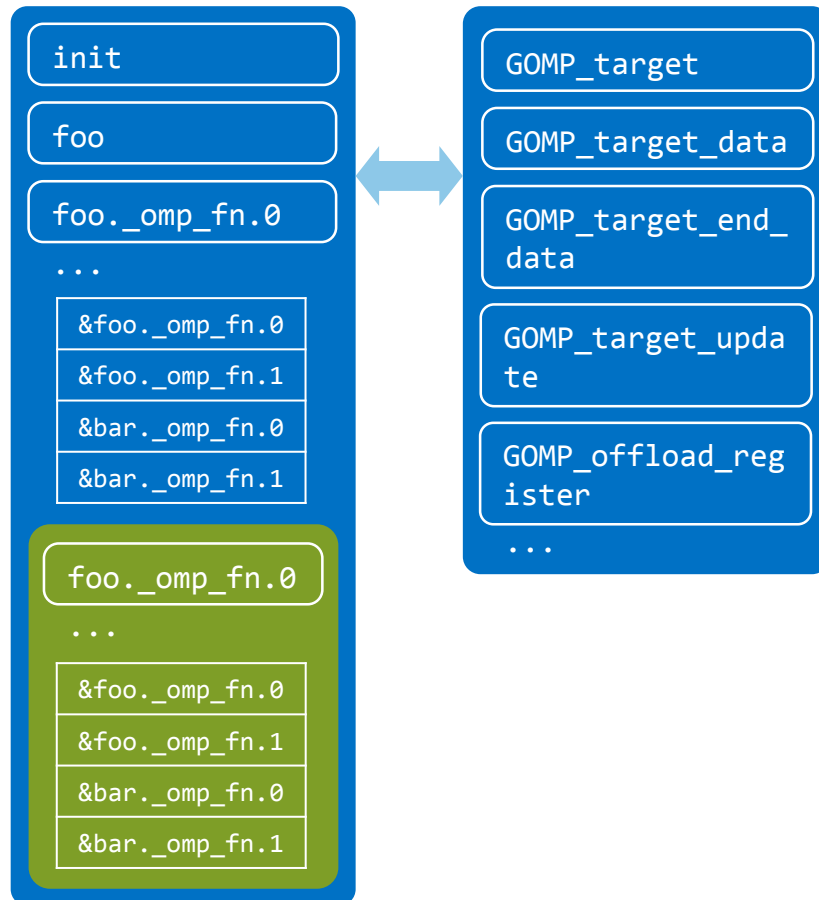 init
foo
foo._omp_fn.0
...
&foo._omp_fn.0
&foo._omp_fn.1
&bar._omp_fn.0
&bar._omp_fn.1
foo._omp_fn.0
...
&foo._omp_fn.0
&foo._omp_fn.1
&bar._omp_fn.0
&bar._omp_fn.1
GOMP_target
GOMP_target_data
GOMP_target_end_
data
GOMP_target_upda
te
GOMP_offload_reg
ister
...